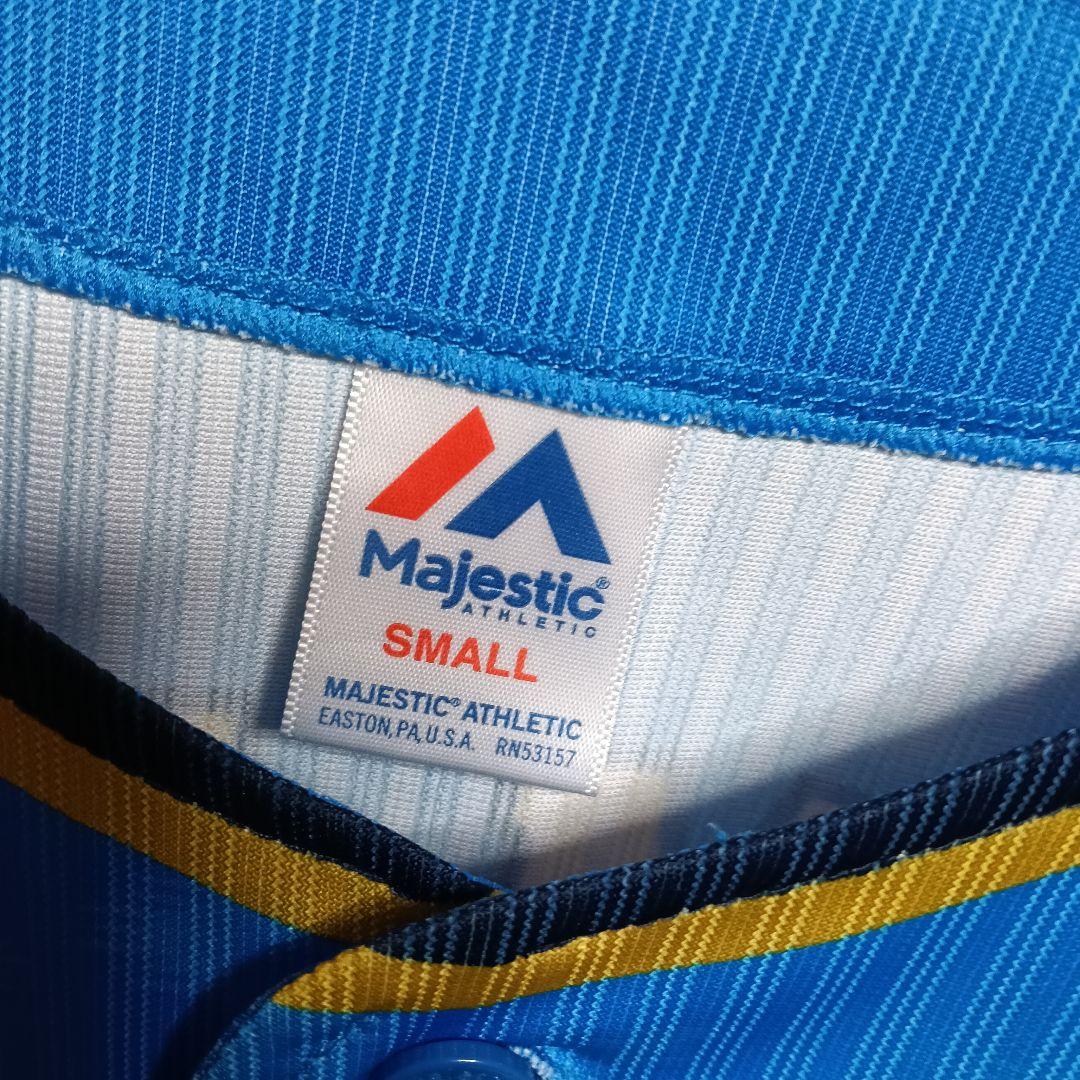 Majestic®
ATHLETIC
SMALL
MAJESTIC® ATHLETIC
EASTON, PA, U.S.A. RN53157